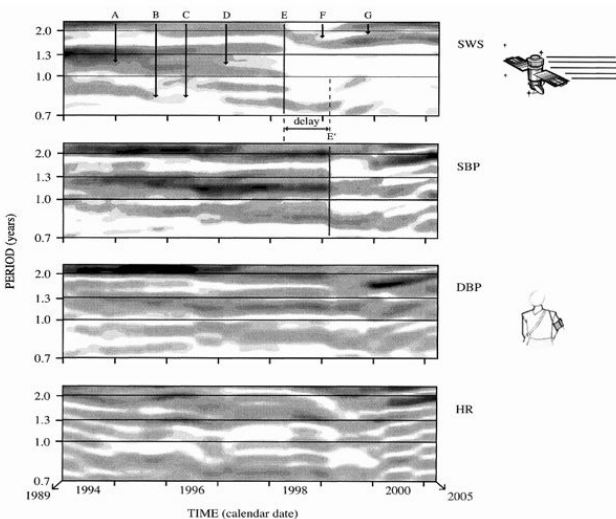 A B C D E F G
2.0
1.3
1.0
0.7
SWS
delay
E'
2.0
1.3
1.0
0.7
SBP
PERIOD (years)
2.0
1.3
1.0
0.7
DBP
2.0
1.3
1.0
0.7
HR
1989 1994 1996 1998 2000 2005
TIME (calendar date)